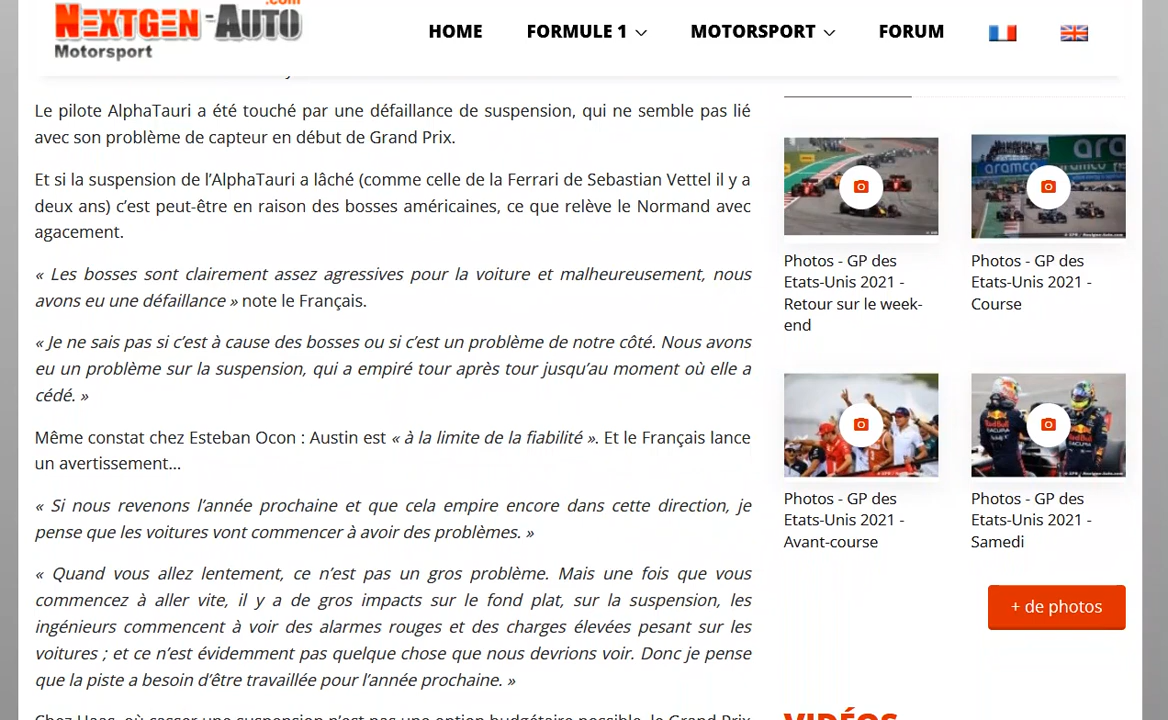 .com
NEXTGEN-AUTO
Motorsport
HOME
FORMULE 1
MOTORSPORT
FORUM
Le pilote AlphaTauri a été touché par une défaillance de suspension, qui ne semble pas lié
avec son problème de capteur en début de Grand Prix.
Et si la suspension de l’AlphaTauri a lâché (comme celle de la Ferrari de Sebastian Vettel il y a
deux ans) c’est peut-être en raison des bosses américaines, ce que relève le Normand avec
agacement.
« Les bosses sont clairement assez agressives pour la voiture et malheureusement, nous
avons eu une défaillance » note le Français.
« Je ne sais pas si c’est à cause des bosses ou si c’est un problème de notre côté. Nous avons
eu un problème sur la suspension, qui a empiré tour après tour jusqu’au moment où elle a
cédé. »
Même constat chez Esteban Ocon : Austin est « à la limite de la fiabilité ». Et le Français lance
un avertissement…
« Si nous revenons l’année prochaine et que cela empire encore dans cette direction, je
pense que les voitures vont commencer à avoir des problèmes. »
« Quand vous allez lentement, ce n’est pas un gros problème. Mais une fois que vous
commencez à aller vite, il y a de gros impacts sur le fond plat, sur la suspension, les
ingénieurs commencent à voir des alarmes rouges et des charges élevées pesant sur les
voitures ; et ce n’est évidemment pas quelque chose que nous devrions voir. Donc je pense
que la piste a besoin d’être travaillée pour l’année prochaine. »
Chez Haas, où casser une suspension n’est pas une option budgétaire possible, le Grand Prix
Photos - GP des
Etats-Unis 2021 -
Retour sur le week-
end
aramco
Photos - GP des
Etats-Unis 2021 -
Course
Photos - GP des
Etats-Unis 2021 -
Avant-course
Photos - GP des
Etats-Unis 2021 -
Samedi
+ de photos
VIDÉOS